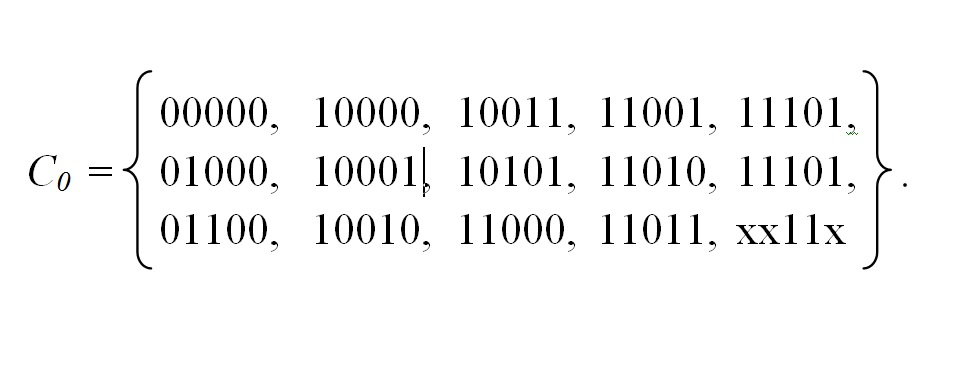 00000, 10000, 10011, 11001, 11101,
C0 = { 01000, 10001, 10101, 11010, 11101, } .
01100, 10010, 11000, 11011, xx11x